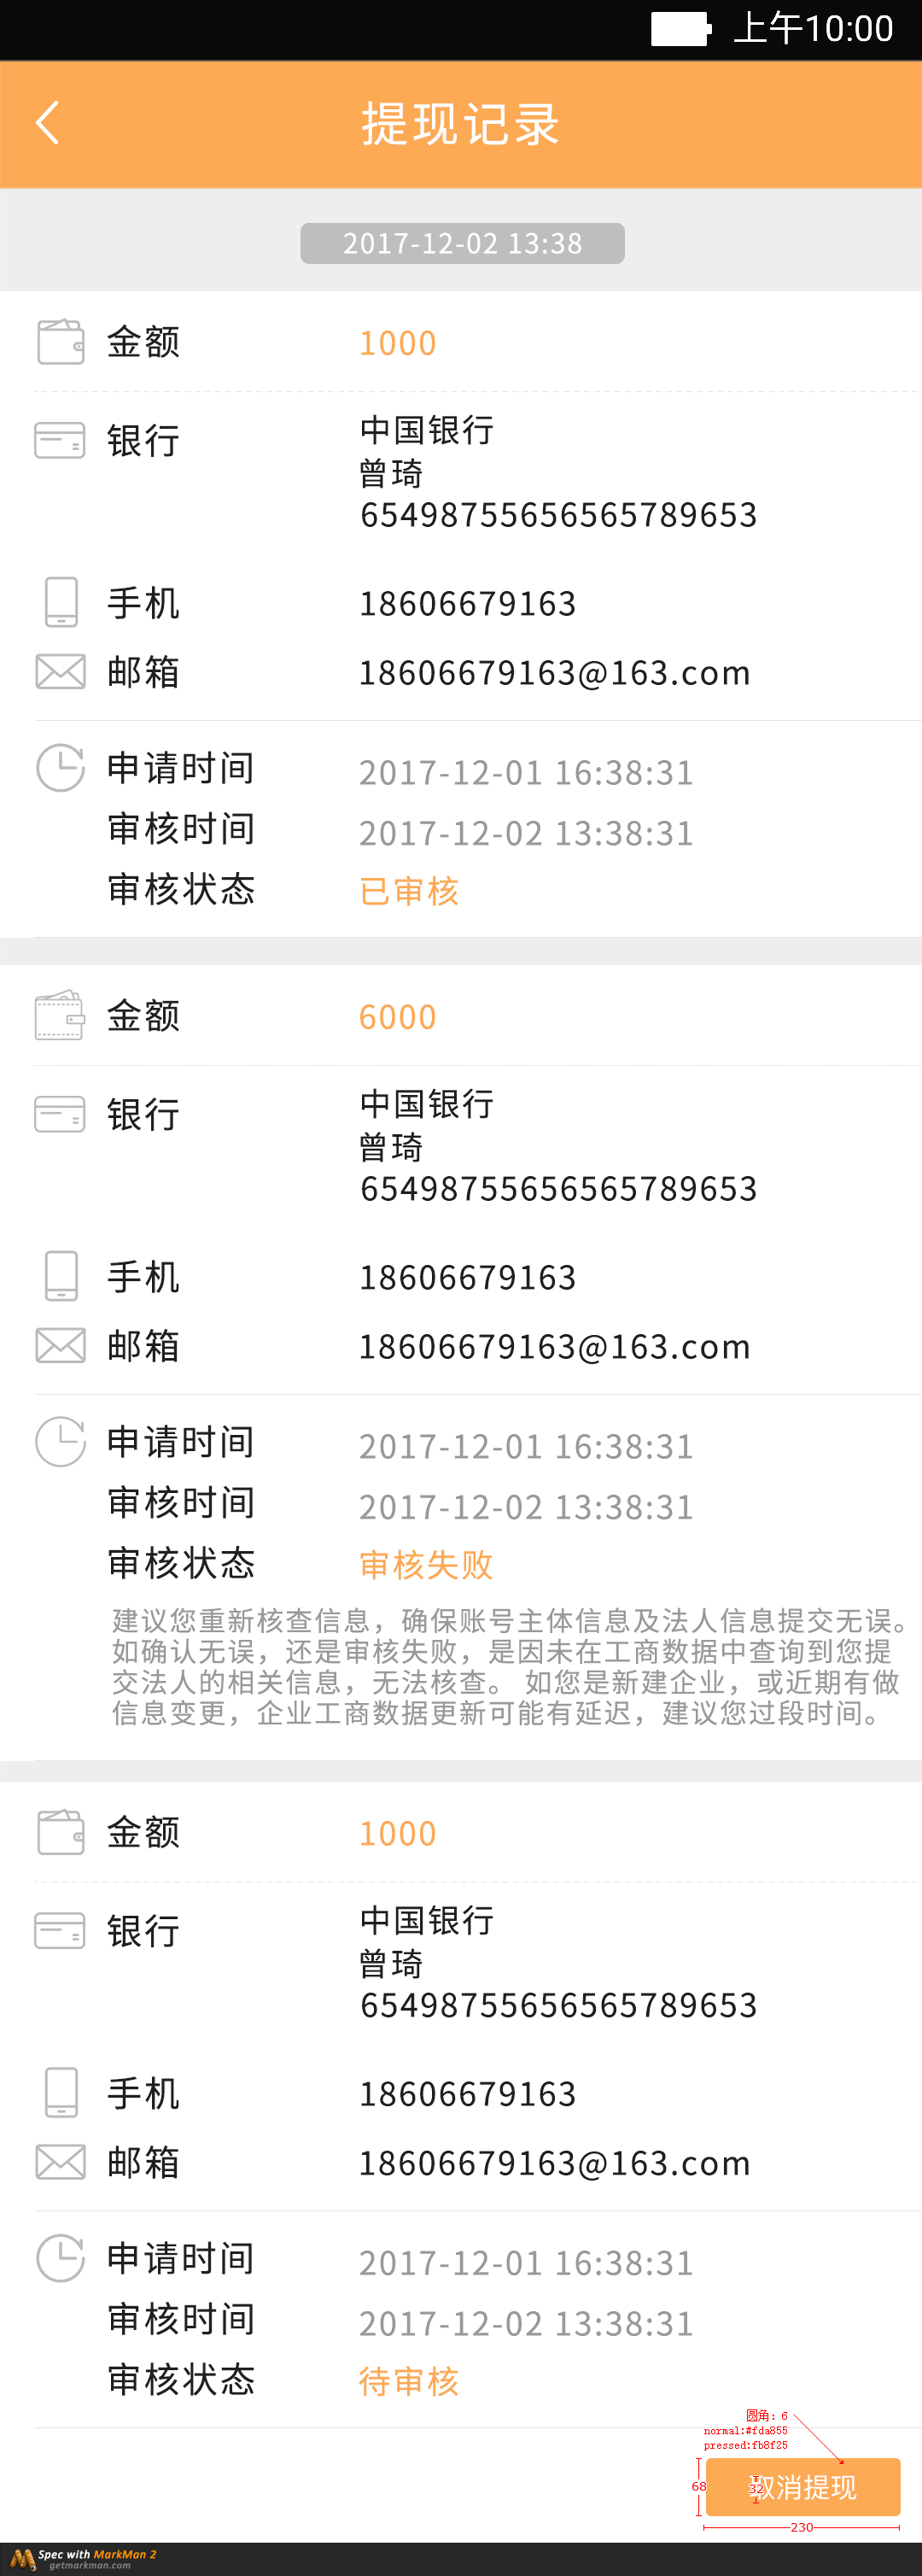 上午10:00
提现记录
2017-12-02 13:38
金额 1000
银行 中国银行
曾琦
65498755656565789653
手机 18606679163
邮箱 18606679163@163.com
申请时间 2017-12-01 16:38:31
审核时间 2017-12-02 13:38:31
审核状态 已审核
金额 6000
银行 中国银行
曾琦
65498755656565789653
手机 18606679163
邮箱 18606679163@163.com
申请时间 2017-12-01 16:38:31
审核时间 2017-12-02 13:38:31
审核状态 审核失败
建议您重新核查信息，确保账号主体信息及法人信息提交无误。
如确认无误，还是审核失败，是因未在工商数据中查询到您提
交法人的相关信息，无法核查。 如您是新建企业，或近期有做
信息变更，企业工商数据更新可能有延迟，建议您过段时间。
金额 1000
银行 中国银行
曾琦
65498755656565789653
手机 18606679163
邮箱 18606679163@163.com
申请时间 2017-12-01 16:38:31
审核时间 2017-12-02 13:38:31
审核状态 待审核
圆角: 6
normal:#fda855
pressed:fb8f25
68
32
取消提现
230
Spec with MarkMan 2
getmarkman.com